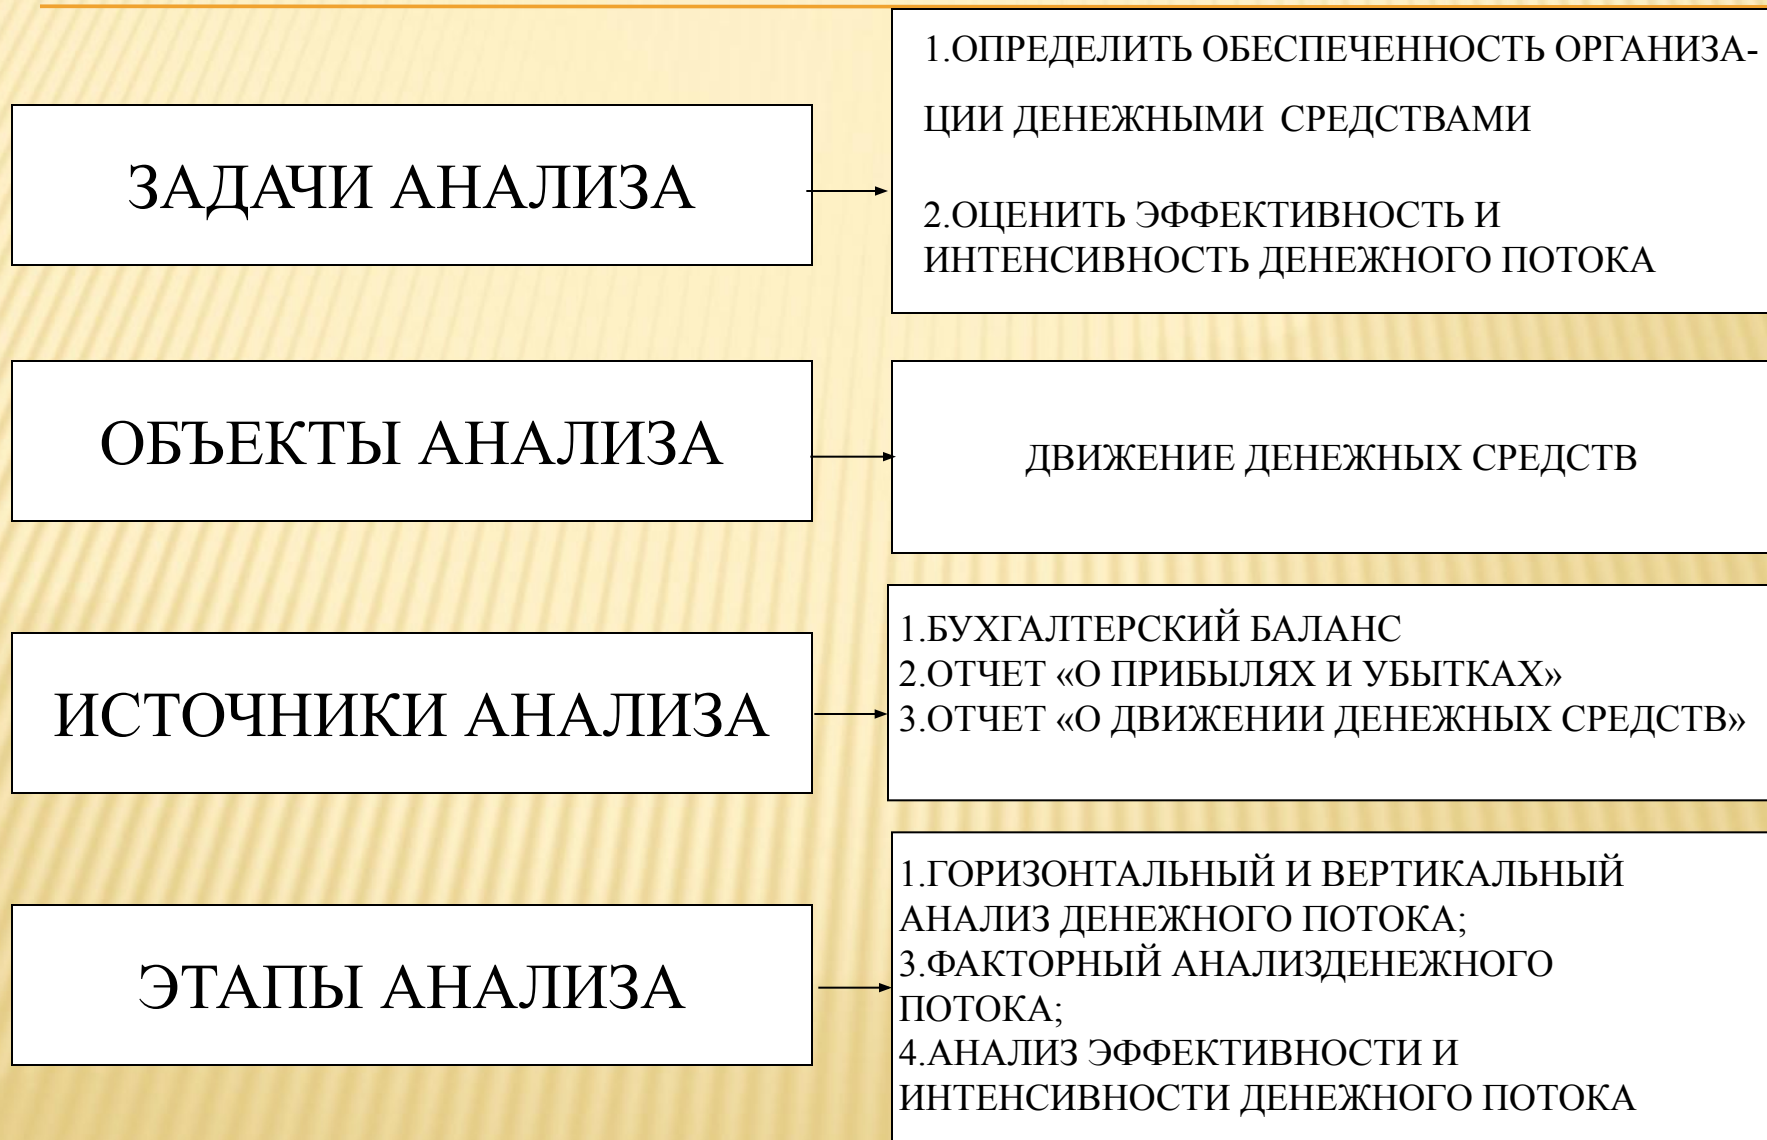 ЗАДАЧИ АНАЛИЗА
1.ОПРЕДЕЛИТЬ ОБЕСПЕЧЕННОСТЬ ОРГАНИЗА-
ЦИИ ДЕНЕЖНЫМИ СРЕДСТВАМИ
2.ОЦЕНИТЬ ЭФФЕКТИВНОСТЬ И
ИНТЕНСИВНОСТЬ ДЕНЕЖНОГО ПОТОКА
ОБЪЕКТЫ АНАЛИЗА
ДВИЖЕНИЕ ДЕНЕЖНЫХ СРЕДСТВ
ИСТОЧНИКИ АНАЛИЗА
1.БУХГАЛТЕРСКИЙ БАЛАНС
2.ОТЧЕТ «О ПРИБЫЛЯХ И УБЫТКАХ»
3.ОТЧЕТ «О ДВИЖЕНИИ ДЕНЕЖНЫХ СРЕДСТВ»
ЭТАПЫ АНАЛИЗА
1.ГОРИЗОНТАЛЬНЫЙ И ВЕРТИКАЛЬНЫЙ
АНАЛИЗ ДЕНЕЖНОГО ПОТОКА;
3.ФАКТОРНЫЙ АНАЛИЗДЕНЕЖНОГО
ПОТОКА;
4.АНАЛИЗ ЭФФЕКТИВНОСТИ И
ИНТЕНСИВНОСТИ ДЕНЕЖНОГО ПОТОКА